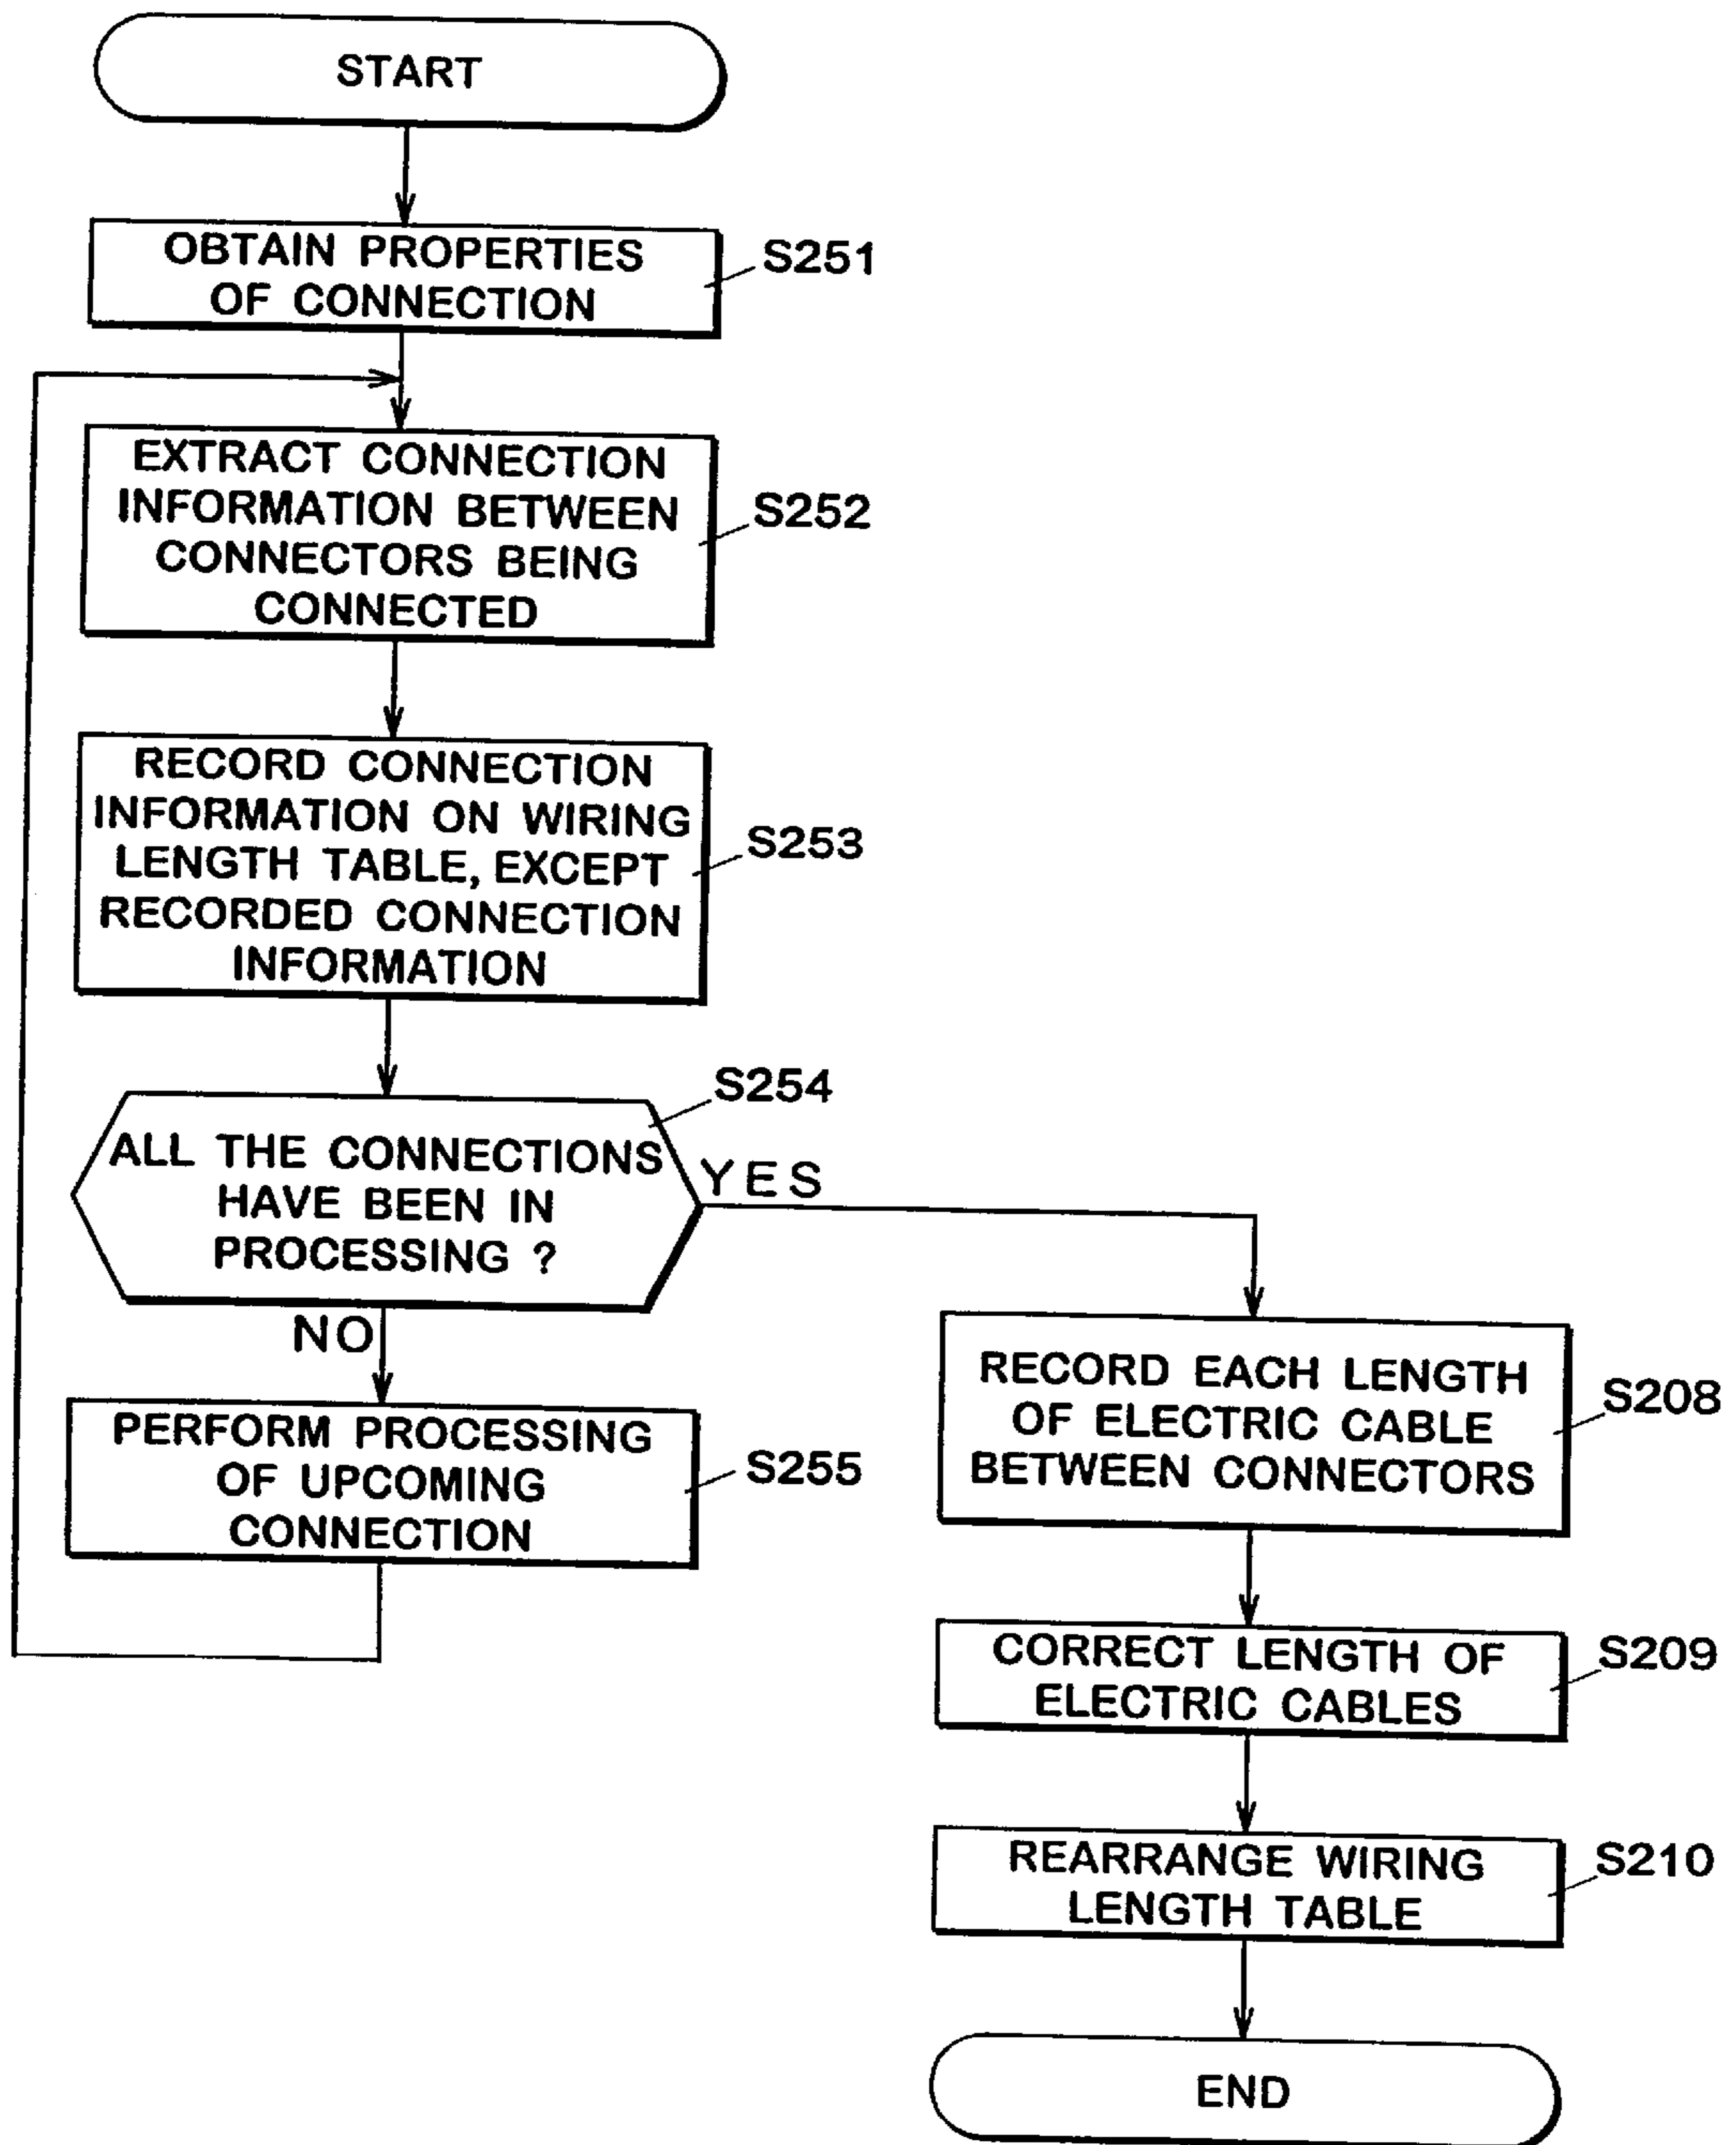 START
OBTAIN PROPERTIES
OF CONNECTION
S251
EXTRACT CONNECTION
INFORMATION BETWEEN
CONNECTORS BEING
CONNECTED
S252
RECORD CONNECTION
INFORMATION ON WIRING
LENGTH TABLE, EXCEPT
RECORDED CONNECTION
INFORMATION
S253
S254
ALL THE CONNECTIONS
HAVE BEEN IN
PROCESSING ?
YES
NO
PERFORM PROCESSING
OF UPCOMING
CONNECTION
S255
RECORD EACH LENGTH
OF ELECTRIC CABLE
BETWEEN CONNECTORS
S208
CORRECT LENGTH OF
ELECTRIC CABLES
S209
REARRANGE WIRING
LENGTH TABLE
S210
END